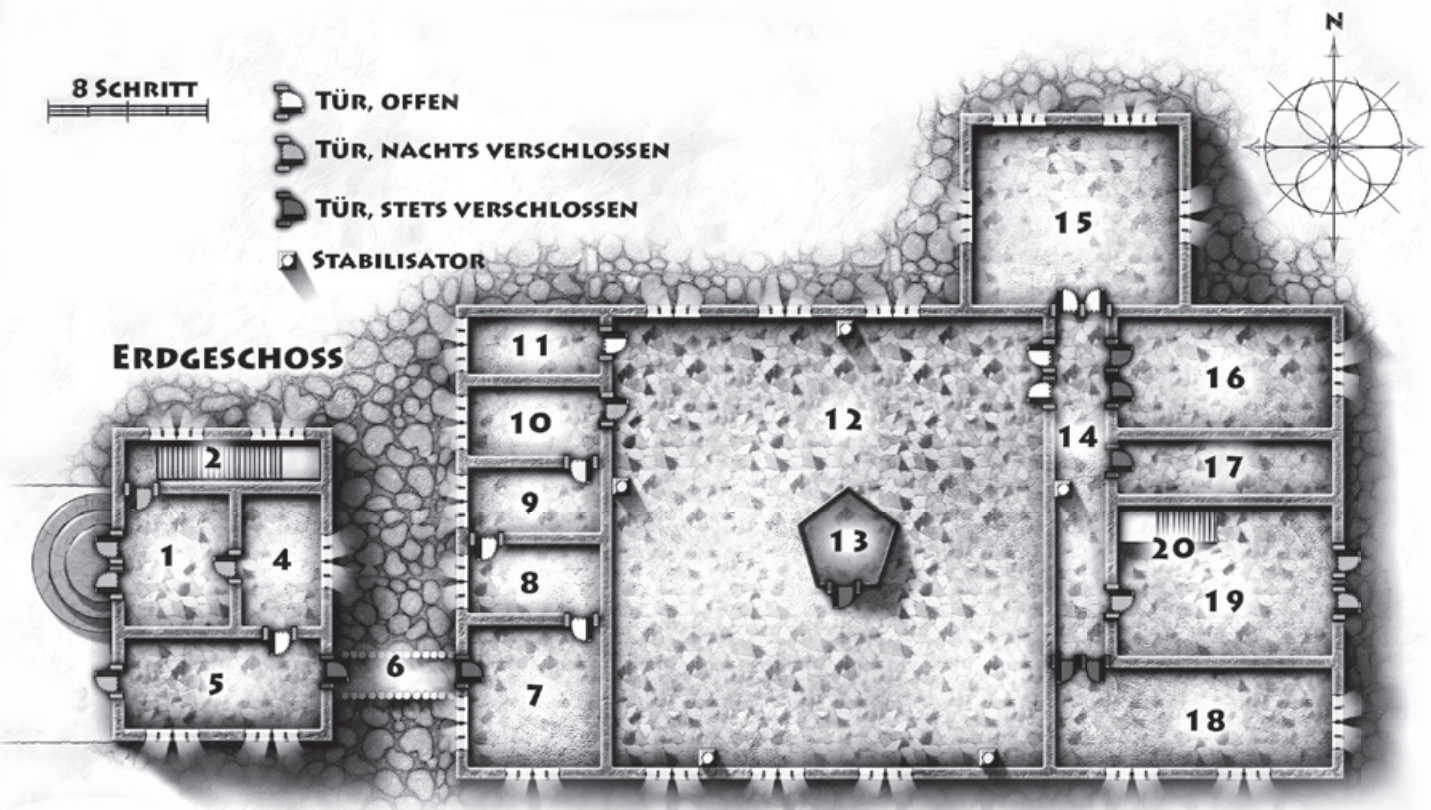 N
8 SCHRITT
TÜR, OFFEN
TÜR, NACHTS VERSCHLOSSEN
TÜR, STETS VERSCHLOSSEN
STABILISATOR
ERDGESCHOSS
15
11
16
10
12
14
2
17
9
13
20
1
4
8
19
6
5
7
18